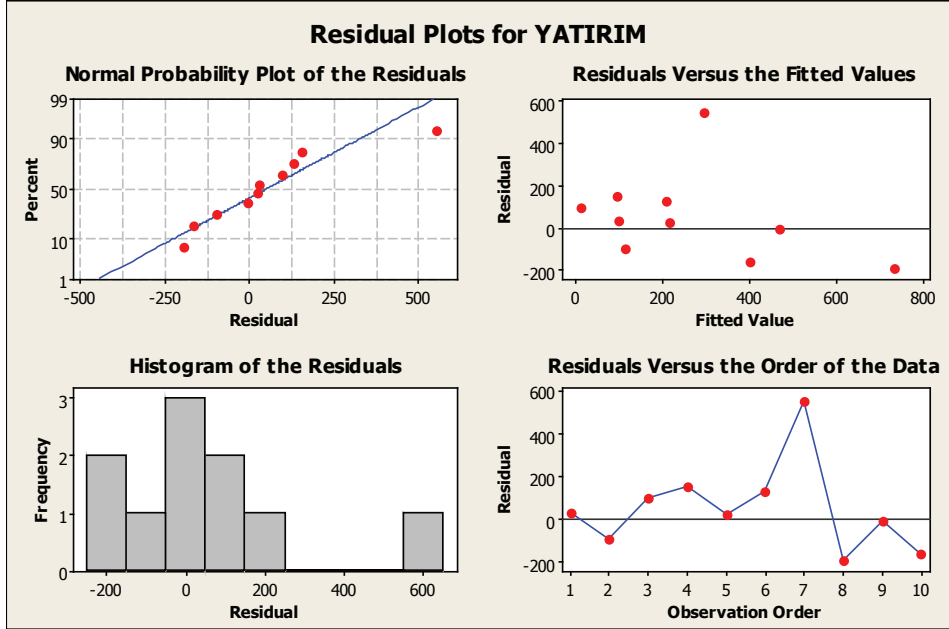 Residual Plots for YATIRIM
Normal Probability Plot of the Residuals
99
90
50
10
1
Percent
-500 -250 0 250 500
Residual
Residuals Versus the Fitted Values
600
400
200
0
-200
Residual
0 200 400 600 800
Fitted Value
Histogram of the Residuals
3
2
1
0
Frequency
-200 0 200 400 600
Residual
Residuals Versus the Order of the Data
600
400
200
0
-200
Residual
1 2 3 4 5 6 7 8 9 10
Observation Order